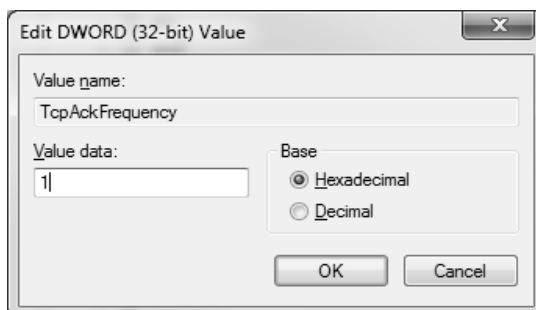 Edit DWORD (32-bit) Value
x
Value name:
TcpAckFrequency
Value data:
1
Base
Hexadecimal
Decimal
OK
Cancel